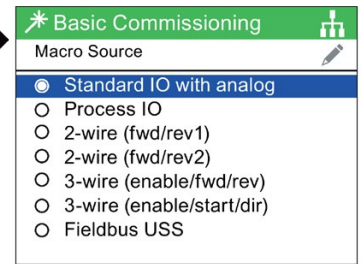 Basic Commissioning
Macro Source
Standard IO with analog
Process IO
2-wire (fwd/rev1)
2-wire (fwd/rev2)
3-wire (enable/fwd/rev)
3-wire (enable/start/dir)
Fieldbus USS